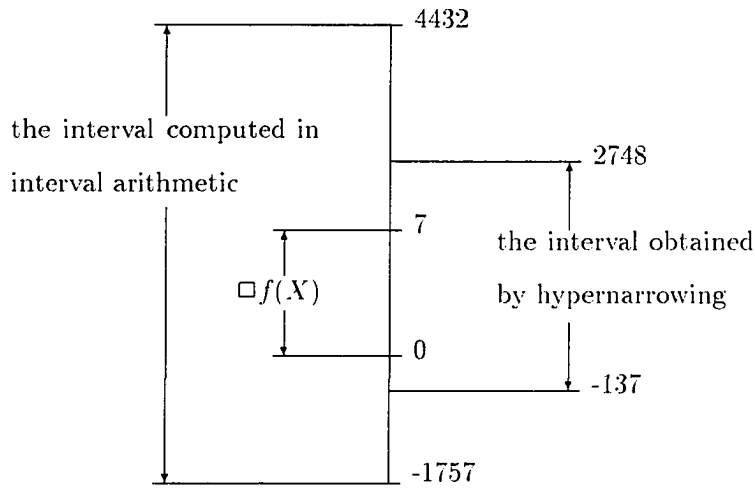 4432
the interval computed in
interval arithmetic
2748
7
the interval obtained
by hypernarrowing
□f(X)
0
-137
-1757